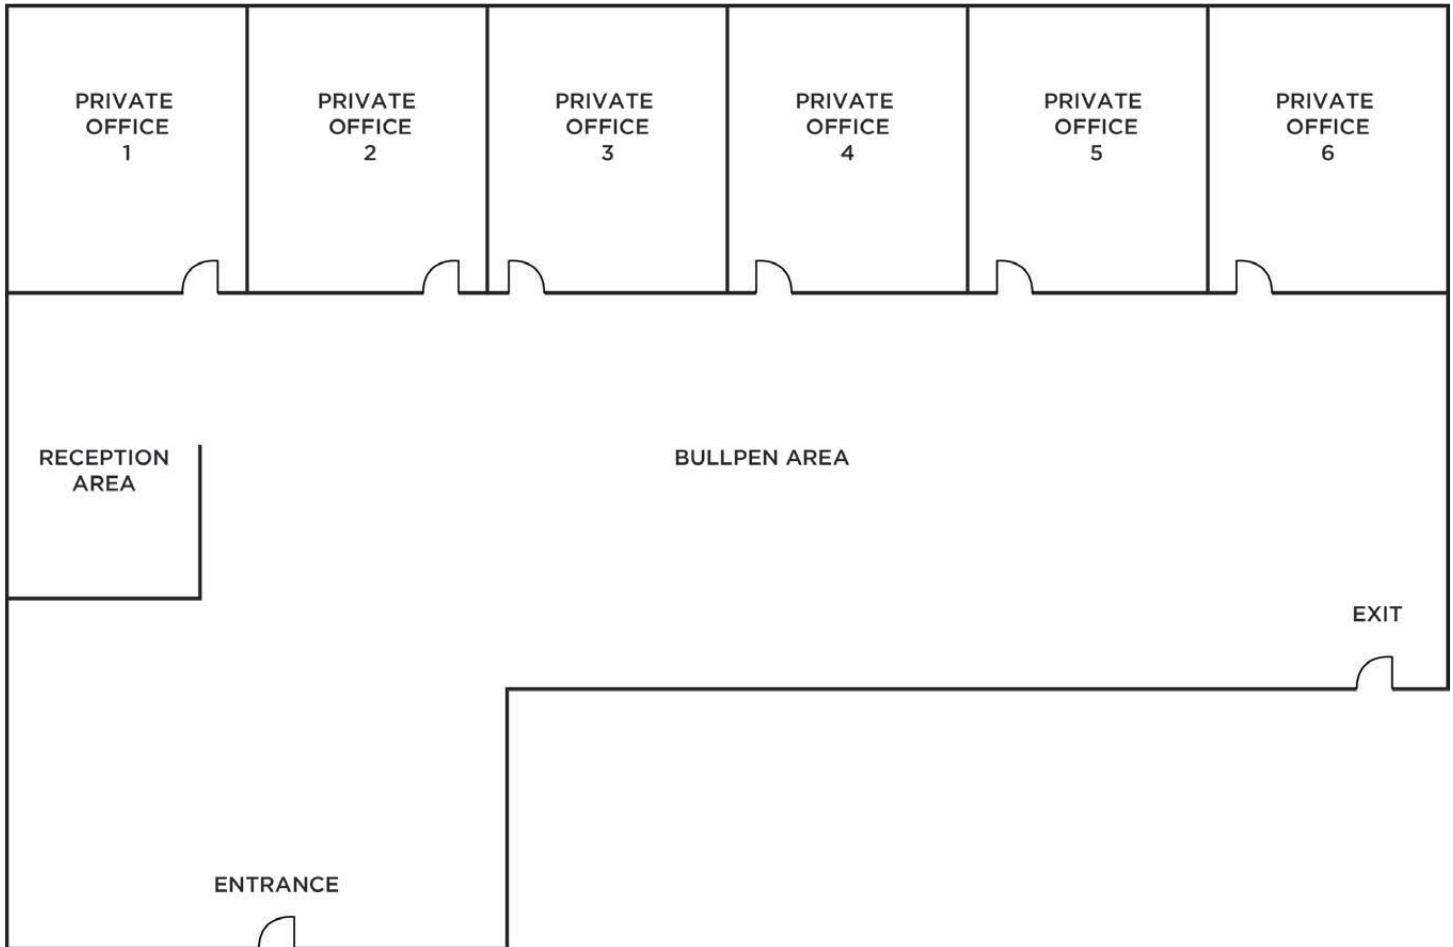 PRIVATE
OFFICE
1
PRIVATE
OFFICE
2
PRIVATE
OFFICE
3
PRIVATE
OFFICE
4
PRIVATE
OFFICE
5
PRIVATE
OFFICE
6
RECEPTION
AREA
BULLPEN AREA
EXIT
ENTRANCE